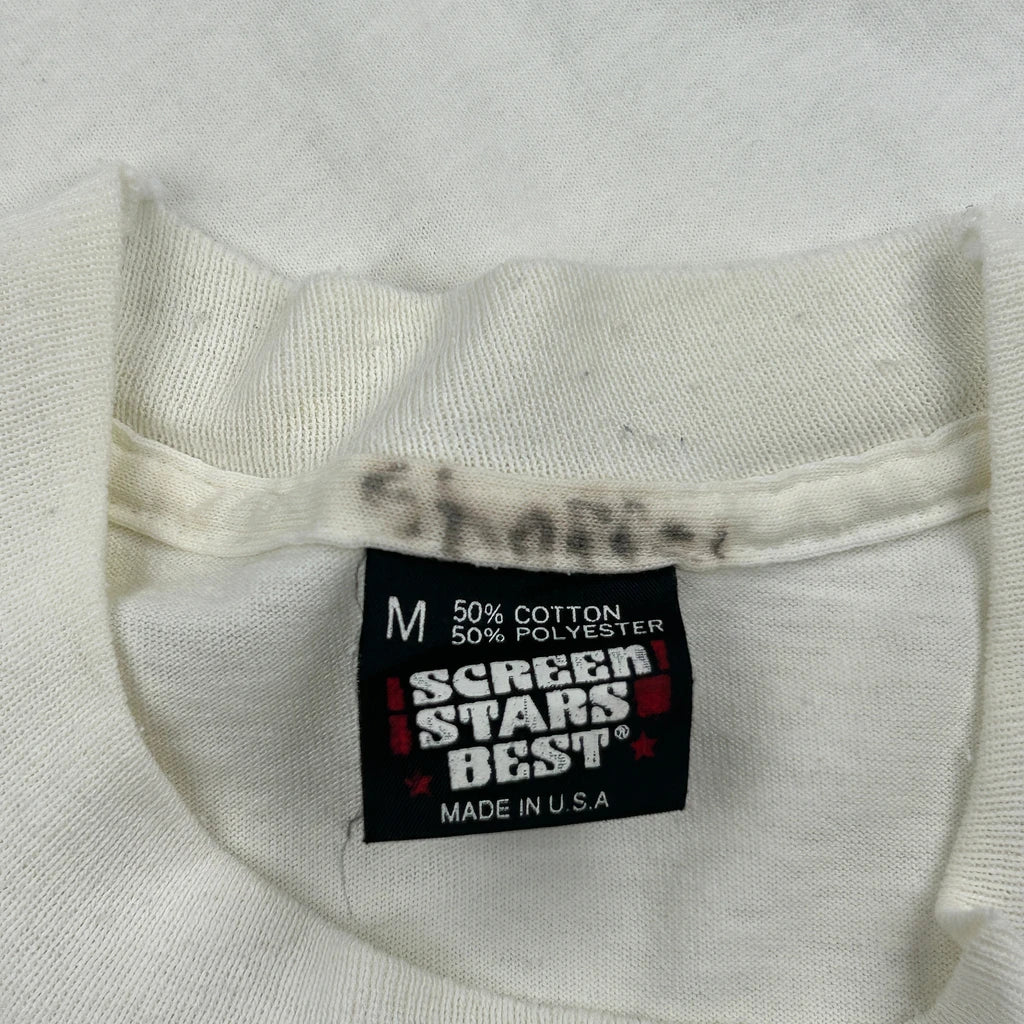 M 50% COTTON
50% POLYESTER
SCREEN
STARS
BEST®
MADE IN U.S.A